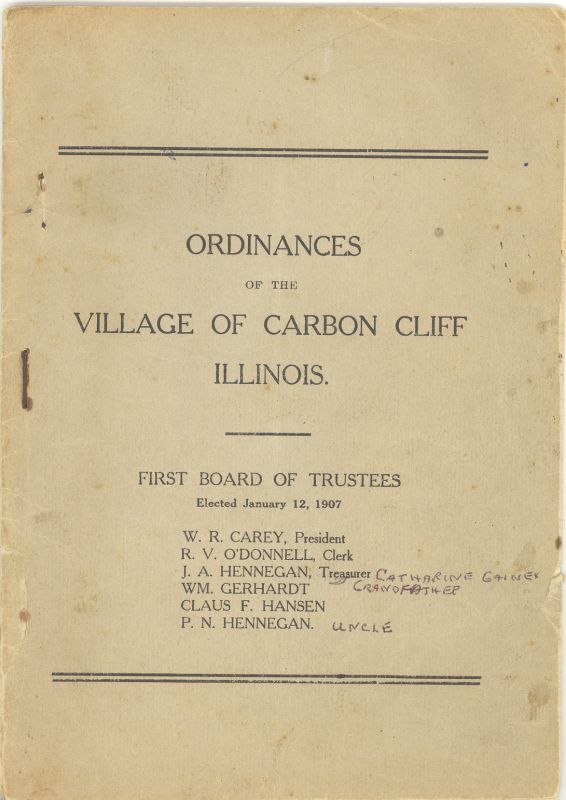 ORDINANCES
OF THE
VILLAGE OF CARBON CLIFF
ILLINOIS.
FIRST BOARD OF TRUSTEES
Elected January 12, 1907
W. R. CAREY, President
R. V. O'DONNELL, Clerk
J. A. HENNEGAN, Treasurer CATHARINE GAINEY
WM. GERHARDT GRANDFATHER
CLAUS F. HANSEN
P. N. HENNEGAN. UNCLE